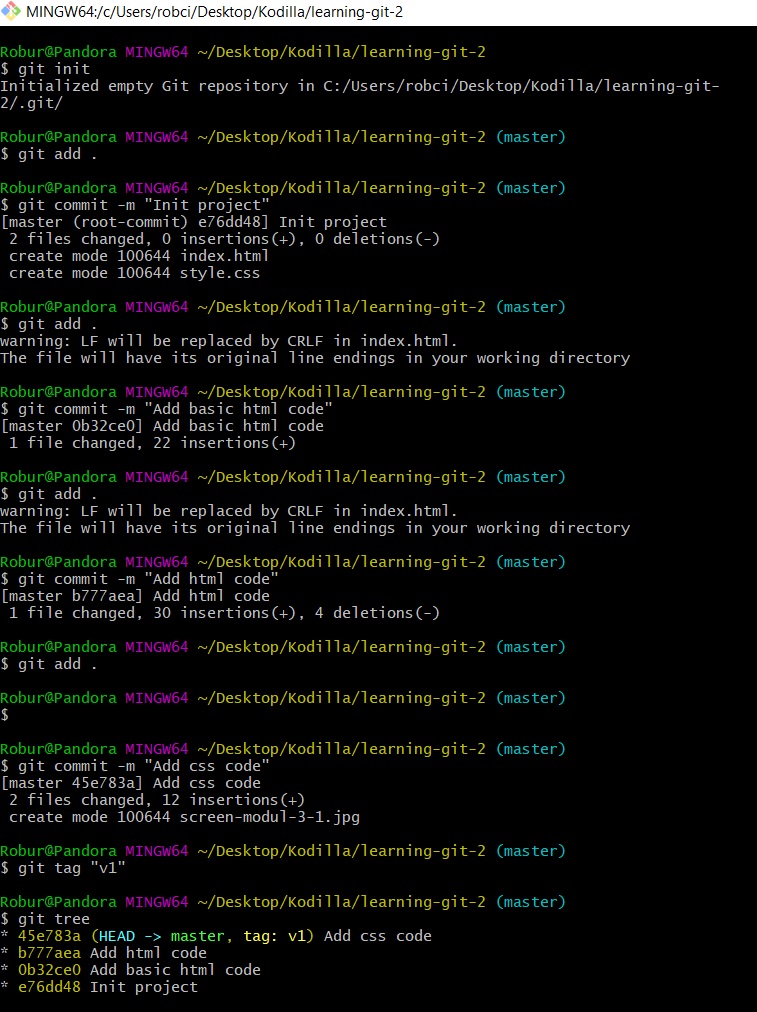 MINGW64:/c/Users/robci/Desktop/Kodilla/learning-git-2
Robur@Pandora MINGW64 ~/Desktop/Kodilla/learning-git-2
$ git init
Initialized empty Git repository in C:/Users/robci/Desktop/Kodilla/learning-git-
2/.git/
Robur@Pandora MINGW64 ~/Desktop/Kodilla/learning-git-2 (master)
$ git add .
Robur@Pandora MINGW64 ~/Desktop/Kodilla/learning-git-2 (master)
$ git commit -m "Init project"
[master (root-commit) e76dd48] Init project
 2 files changed, 0 insertions(+), 0 deletions(-)
 create mode 100644 index.html
 create mode 100644 style.css
Robur@Pandora MINGW64 ~/Desktop/Kodilla/learning-git-2 (master)
$ git add .
warning: LF will be replaced by CRLF in index.html.
The file will have its original line endings in your working directory
Robur@Pandora MINGW64 ~/Desktop/Kodilla/learning-git-2 (master)
$ git commit -m "Add basic html code"
[master 0b32ce0] Add basic html code
 1 file changed, 22 insertions(+)
Robur@Pandora MINGW64 ~/Desktop/Kodilla/learning-git-2 (master)
$ git add .
warning: LF will be replaced by CRLF in index.html.
The file will have its original line endings in your working directory
Robur@Pandora MINGW64 ~/Desktop/Kodilla/learning-git-2 (master)
$ git commit -m "Add html code"
[master b777aea] Add html code
 1 file changed, 30 insertions(+), 4 deletions(-)
Robur@Pandora MINGW64 ~/Desktop/Kodilla/learning-git-2 (master)
$ git add .
Robur@Pandora MINGW64 ~/Desktop/Kodilla/learning-git-2 (master)
$
Robur@Pandora MINGW64 ~/Desktop/Kodilla/learning-git-2 (master)
$ git commit -m "Add css code"
[master 45e783a] Add css code
 2 files changed, 12 insertions(+)
 create mode 100644 screen-modul-3-1.jpg
Robur@Pandora MINGW64 ~/Desktop/Kodilla/learning-git-2 (master)
$ git tag "v1"
Robur@Pandora MINGW64 ~/Desktop/Kodilla/learning-git-2 (master)
$ git tree
* 45e783a (HEAD -> master, tag: v1) Add css code
* b777aea Add html code
* 0b32ce0 Add basic html code
* e76dd48 Init project